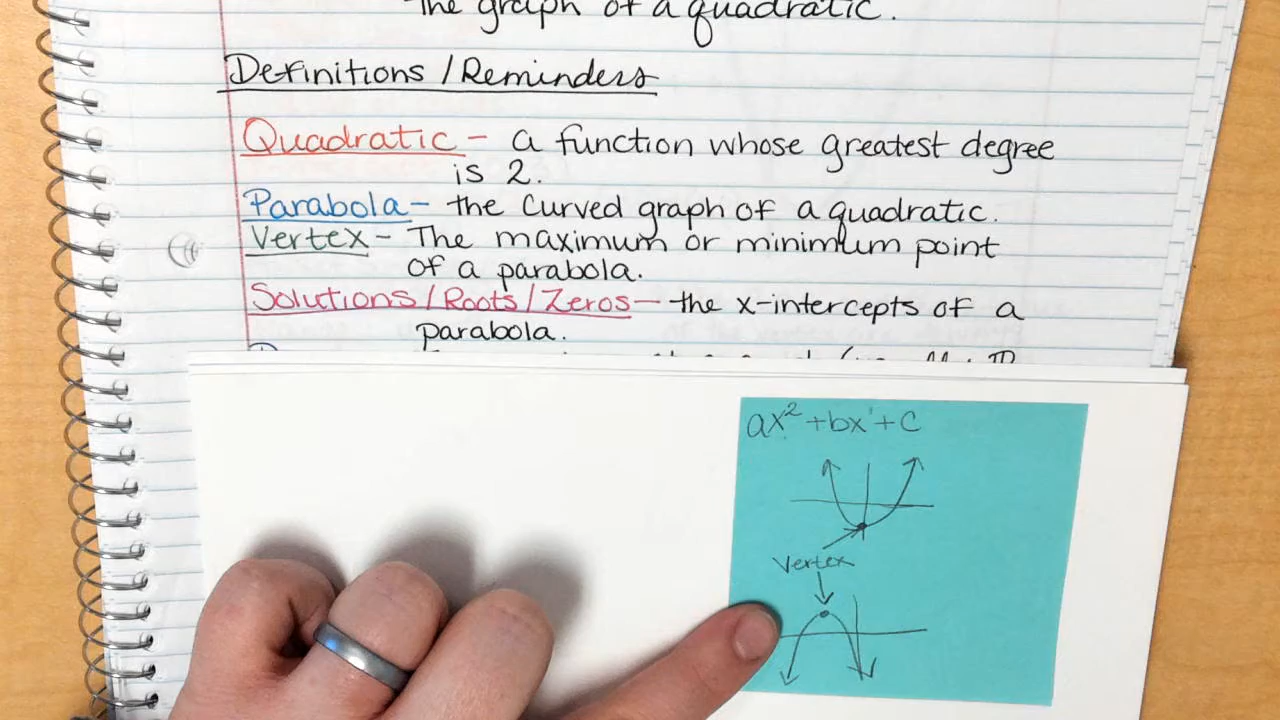 The graph of a quadratic.
Definitions / Reminders
Quadratic - a function whose greatest degree
is 2.
Parabola - the curved graph of a quadratic.
Vertex - The maximum or minimum point
of a parabola.
Solutions / Roots / Zeros - the x-intercepts of a
parabola.
ax² + bx¹ + c
Vertex